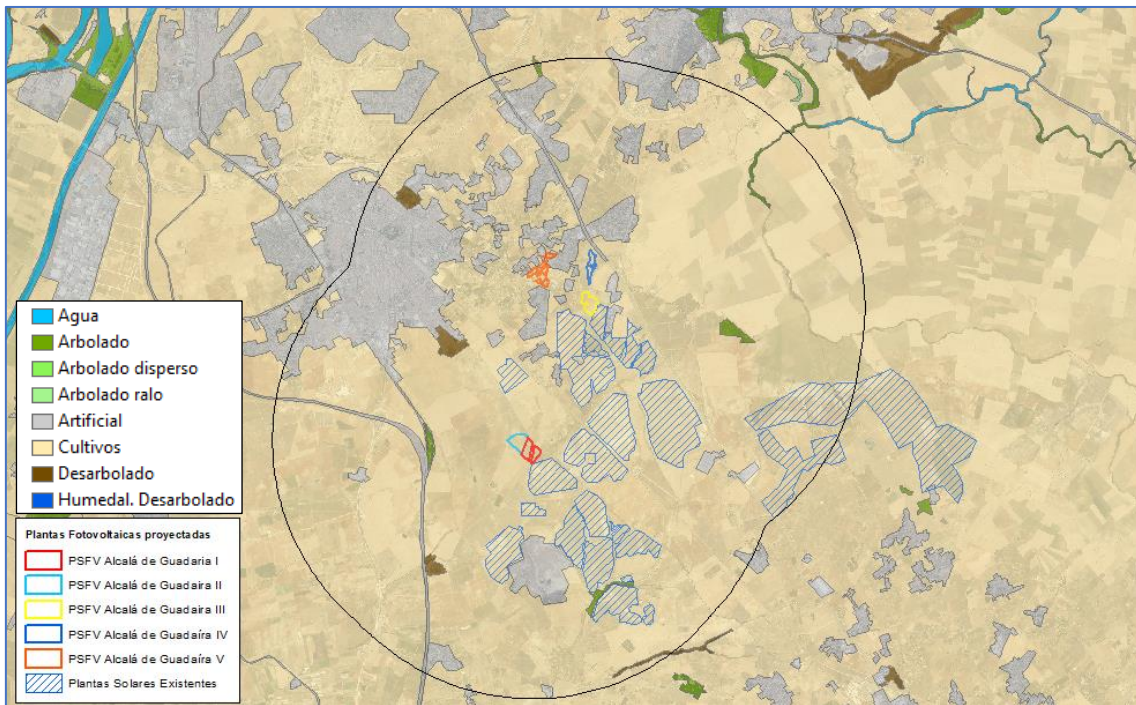 Agua
Arbolado
Arbolado disperso
Arbolado ralo
Artificial
Cultivos
Desarbolado
Humedal. Desarbolado
Plantas Fotovoltaicas proyectadas
PSFV Alcalá de Guadaria I
PSFV Alcalá de Guadaira II
PSFV Alcalá de Guadaira III
PSFV Alcalá de Guadaíra IV
PSFV Alcalá de Guadaíra V
Plantas Solares Existentes